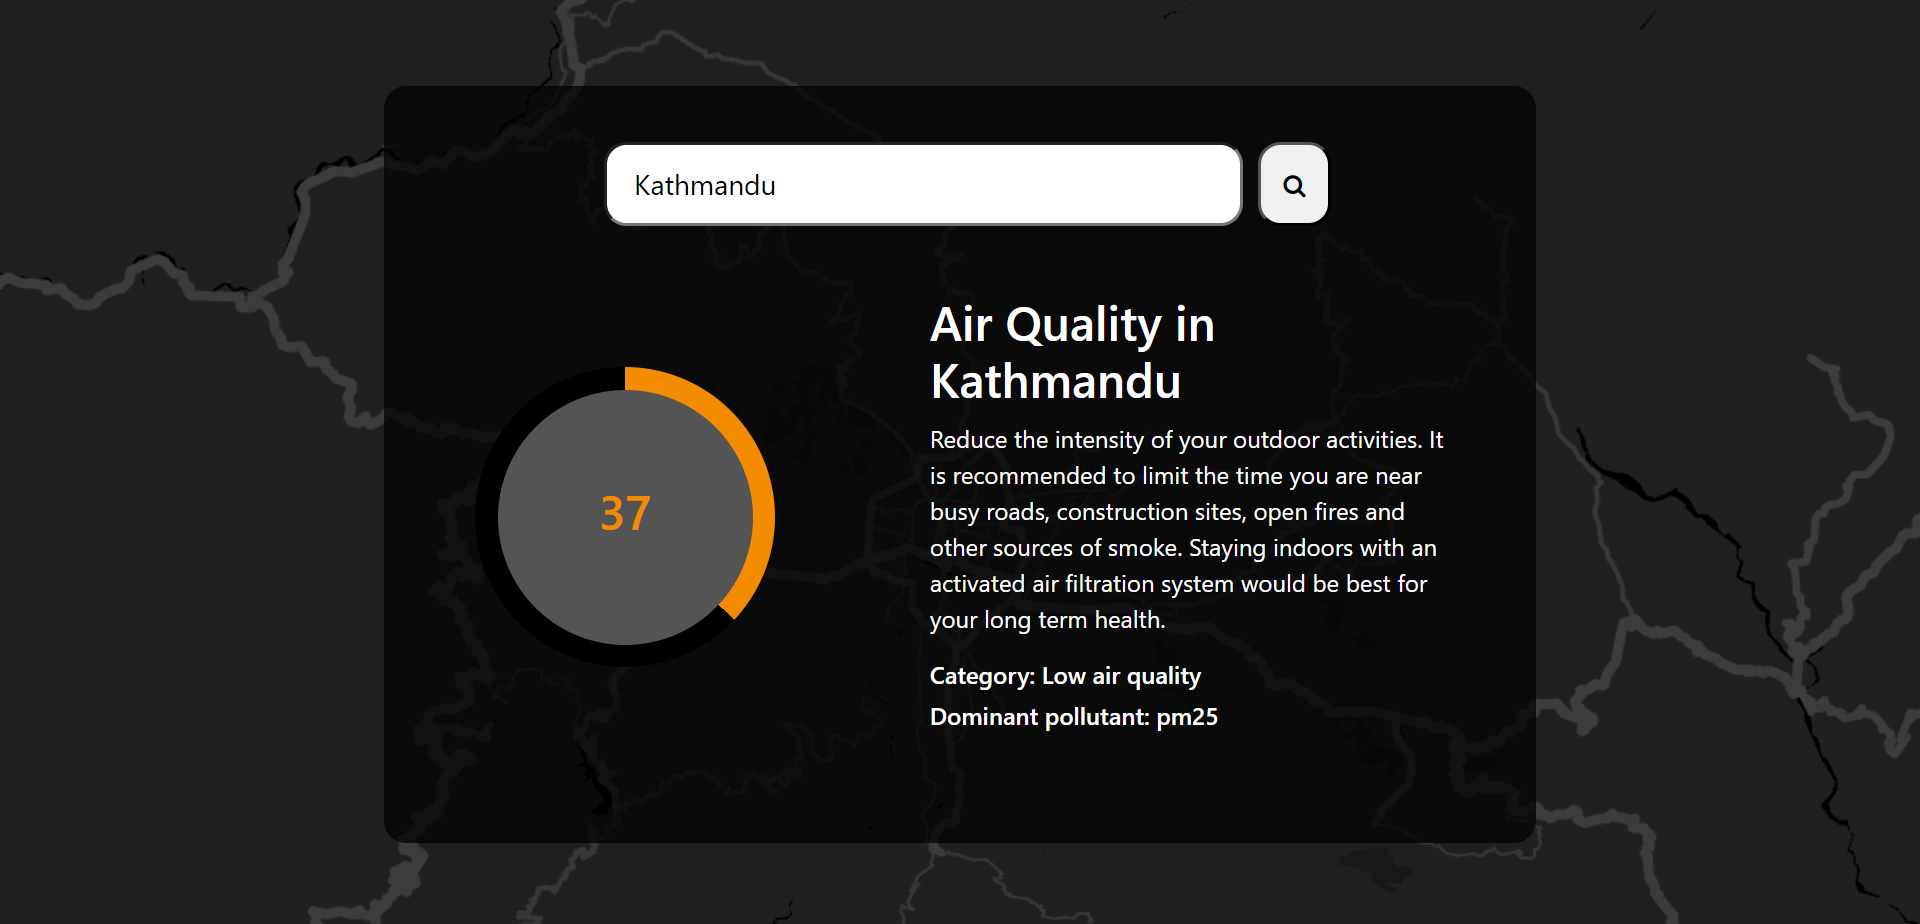 Kathmandu
Air Quality in
Kathmandu
37
Reduce the intensity of your outdoor activities. It
is recommended to limit the time you are near
busy roads, construction sites, open fires and
other sources of smoke. Staying indoors with an
activated air filtration system would be best for
your long term health.
Category: Low air quality
Dominant pollutant: pm25